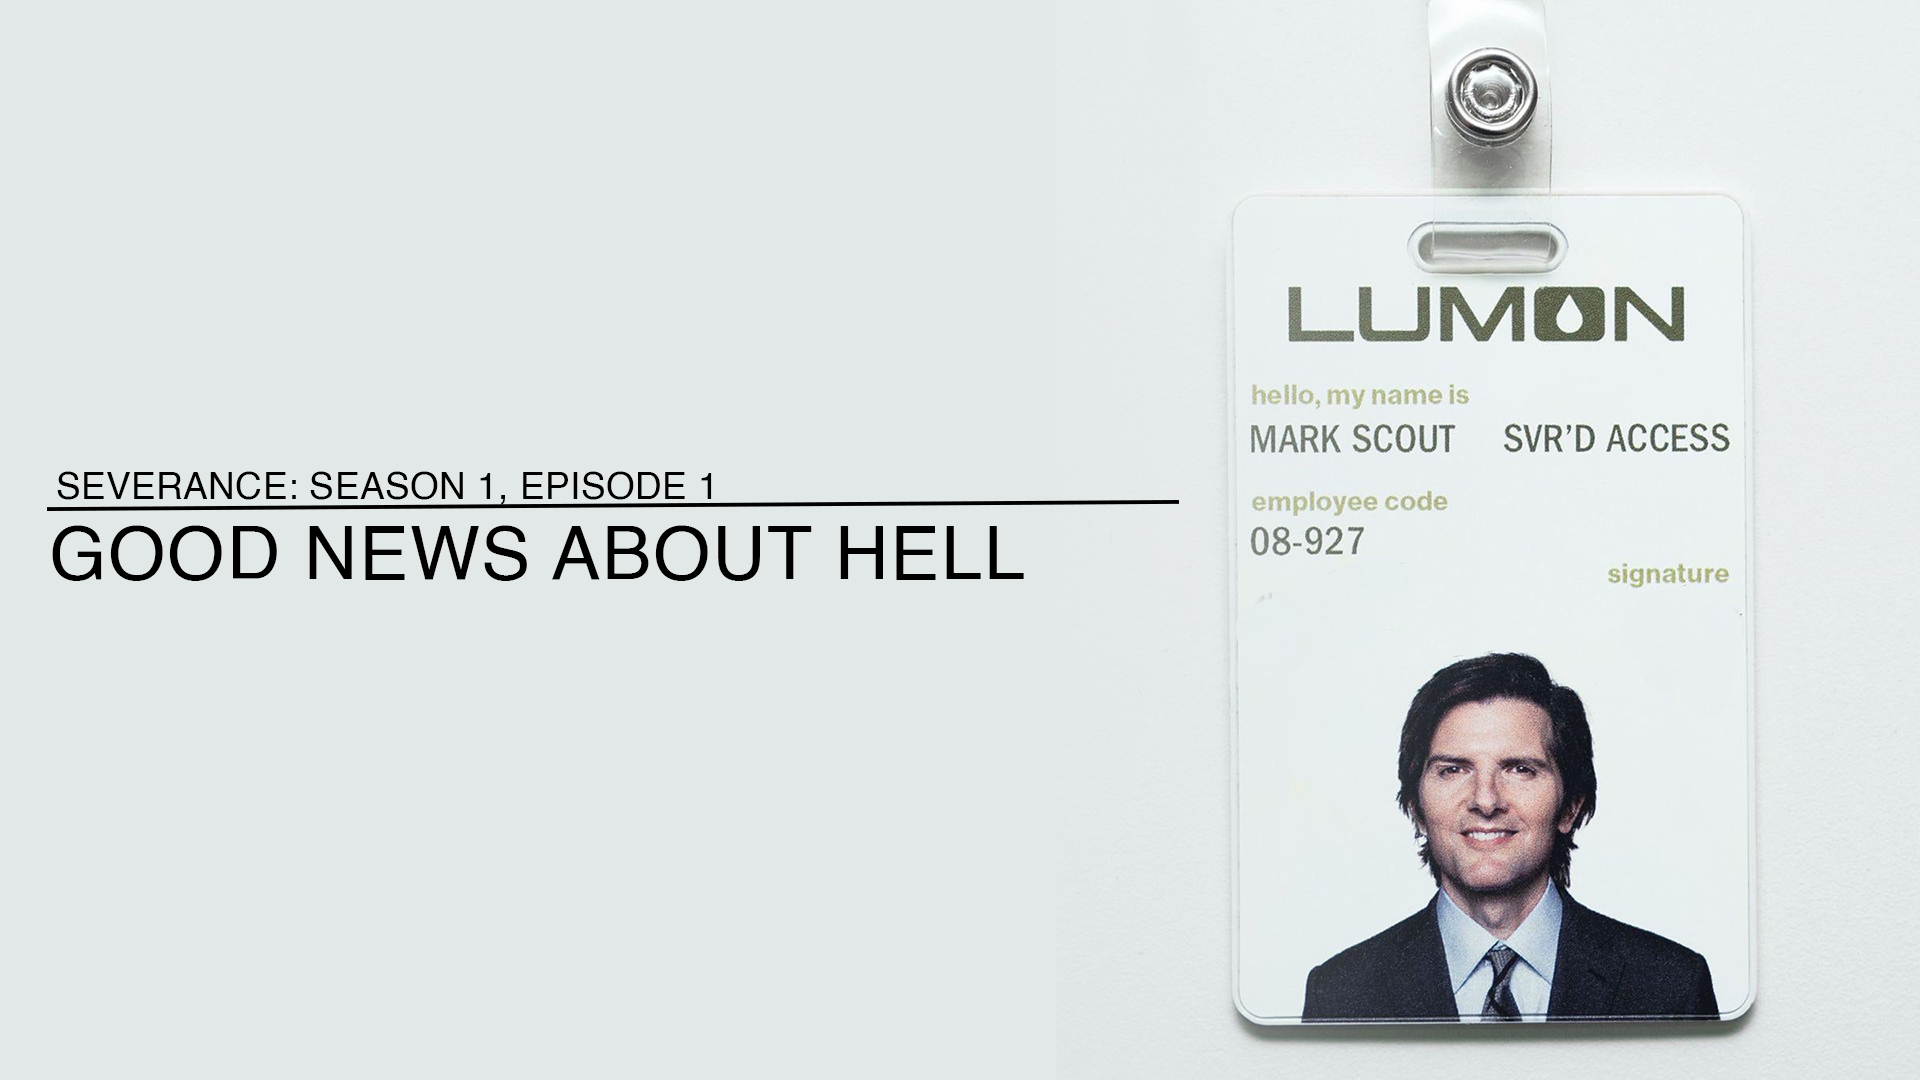 SEVERANCE: SEASON 1, EPISODE 1
GOOD NEWS ABOUT HELL
LUMON
hello, my name is
MARK SCOUT SVR’D ACCESS
employee code
08-927
signature